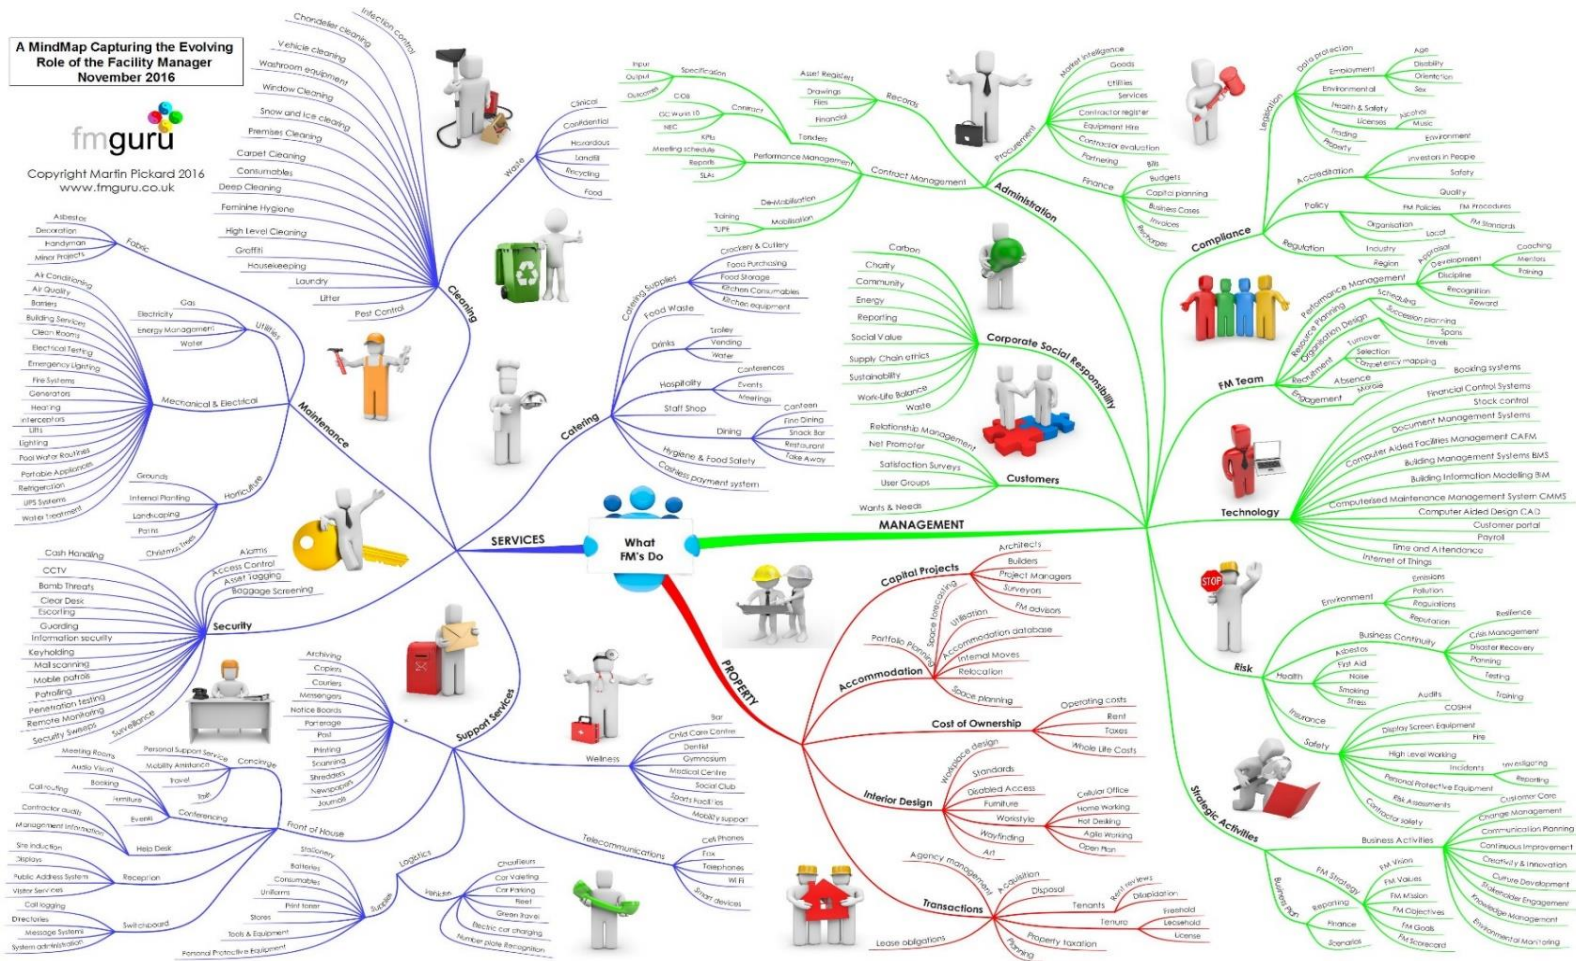 A MindMap Capturing the Evolving
Role of the Facility Manager
November 2016
fmguru
Copyright Martin Pickard 2016
www.fmguru.co.uk
What
FM's Do
SERVICES
Cleaning
Infection control
Chandelier cleaning
Vehicle cleaning
Washroom equipment
Window Cleaning
Snow and Ice clearing
Premises Cleaning
Carpet Cleaning
Consumables
Deep Cleaning
Feminine Hygiene
High Level Cleaning
Graffiti
Housekeeping
Laundry
Litter
Pest Control
Waste
Clinical
Confidential
Hazardous
Landfill
Recycling
Food
Maintenance
Fabric
Asbestos
Decoration
Handyman
Minor Projects
Utilities
Gas
Electricity
Energy Management
Water
Mechanical & Electrical
Air Conditioning
Air Quality
Barriers
Building Services
Clean Rooms
Electrical Testing
Emergency Lighting
Fire Systems
Generators
Heating
Interceptors
Lifts
Lighting
Pool Water Routines
Portable Appliances
Refrigeration
UPS Systems
Water Treatment
Horticulture
Grounds
Internal Planting
Landscaping
Christmas Trees
Catering
Catering Supplies
Crockery & Cutlery
Food Purchasing
Food Storage
Kitchen Consumables
Kitchen equipment
Food Waste
Drinks
Trolley
Vending
Water
Hospitality
Conferences
Events
Meetings
Staff Shop
Dining
Canteen
Fine Dining
Snack Bar
Restaurant
Take Away
Hygiene & Food Safety
Cashless payment system
Security
Alarms
Access Control
Asset Tagging
Baggage Screening
Cash Handling
CCTV
Bomb Threats
Clear Desk
Escorting
Guarding
Information security
Keyholding
Mail scanning
Mobile patrols
Patrolling
Penetration Testing
Remote Monitoring
Security Sweeps
Surveillance
Support Services
Archiving
Copiers
Couriers
Messengers
Notice Boards
Porterage
Post
Printing
Scanning
Shredders
Newspapers
Journals
Wellness
Bar
Child Care Centre
Dentist
Gymnasium
Medical Centre
Social Club
Sports Facilities
Mobility support
Telecommunications
Cell Phones
Fax
Telephones
Wi Fi
Smart devices
Logistics
Vehicles
Chauffeurs
Car Valeting
Car Parking
Fleet
Green Travel
Electric car charging
Number plate Recognition
Supplies
Stationery
Batteries
Consumables
Uniforms
Print toner
Stores
Tools & Equipment
Personal Protective Equipment
Front of House
Concierge
Personal Support Service
Mobility Assistance
Travel
Taxis
Conferencing
Meeting Rooms
Audio Visual
Booking
Furniture
Events
Help Desk
Call routing
Contractor audits
Management Information
Reception
Site induction
Displays
Public Address System
Visitor Services
Switchboard
Call logging
Directories
Message Systems
System administration
MANAGEMENT
Administration
Records
Asset Registers
Drawings
Files
Financial
Contract Management
Tenders
Specification
Input
Output
Outcomes
Contract
CIOB
GC Works 10
NEC
Performance Management
KPIs
Meeting schedule
Reports
SLAs
De-Mobilisation
Mobilisation
Training
TUPE
Procurement
Market Intelligence
Goods
Utilities
Services
Contractor register
Equipment Hire
Contractor evaluation
Partnering
Finance
Bills
Budgets
Capital planning
Business Cases
Invoices
Recharges
Corporate Social Responsibility
Carbon
Charity
Community
Energy
Reporting
Social Value
Supply Chain ethics
Sustainability
Work-Life Balance
Waste
Customers
Relationship Management
Net Promoter
Satisfaction Surveys
User Groups
Wants & Needs
Compliance
Legislation
Data protection
Employment
Age
Disability
Orientation
Sex
Environmental
Health & Safety
Licenses
Alcohol
Music
Trading
Property
Accreditation
Environment
Investors in People
Safety
Quality
Policy
FM Policies
FM Procedures
FM Standards
Organisation
Local
Regulation
Industry
Region
FM Team
Performance Management
Appraisal
Development
Coaching
Mentors
Training
Discipline
Recognition
Reward
Resource Planning
Scheduling
Succession planning
Organisation Design
Spans
Levels
Recruitment
Turnover
Selection
Competency mapping
Engagement
Absence
Morale
Technology
Booking systems
Financial Control Systems
Stock control
Document Management Systems
Computer Aided Facilities Management CAFM
Building Management Systems BMS
Building Information Modelling BIM
Computerised Maintenance Management System CMMS
Computer Aided Design CAD
Customer portal
Payroll
Time and Attendance
Internet of Things
Risk
Environment
Emissions
Pollution
Regulations
Reputation
Business Continuity
Resilience
Crisis Management
Disaster Recovery
Planning
Testing
Training
Health
Asbestos
First Aid
Noise
Smoking
Stress
Insurance
Safety
Audits
COSHH
Display Screen Equipment
Fire
High Level Working
Incidents
Investigating
Reporting
Personal Protective Equipment
Risk Assessments
Contractor safety
STOP
Strategic Activities
Business Activities
Customer Care
Change Management
Communication Planning
Continuous Improvement
Creativity & Innovation
Culture Development
Stakeholder Engagement
Knowledge Management
Environmental Monitoring
FM Strategy
FM Vision
FM Values
FM Mission
FM Objectives
FM Goals
FM Scorecard
Business Plan
Reporting
Finance
Scenarios
PROPERTY
Capital Projects
Architects
Builders
Project Managers
Surveyors
FM advisors
Accommodation
Portfolio Planning
Space forecasting
Utilisation
Accommodation database
Internal Moves
Relocation
Space planning
Cost of Ownership
Operating costs
Rent
Taxes
Whole Life Costs
Interior Design
Workplace design
Standards
Disabled Access
Furniture
Workstyle
Cellular Office
Home Working
Hot Desking
Agile Working
Open Plan
Wayfinding
Art
Transactions
Agency management
Acquisition
Disposal
Tenants
Rent reviews
Dilapidation
Tenure
Freehold
Leasehold
License
Property taxation
Planning
Lease obligations